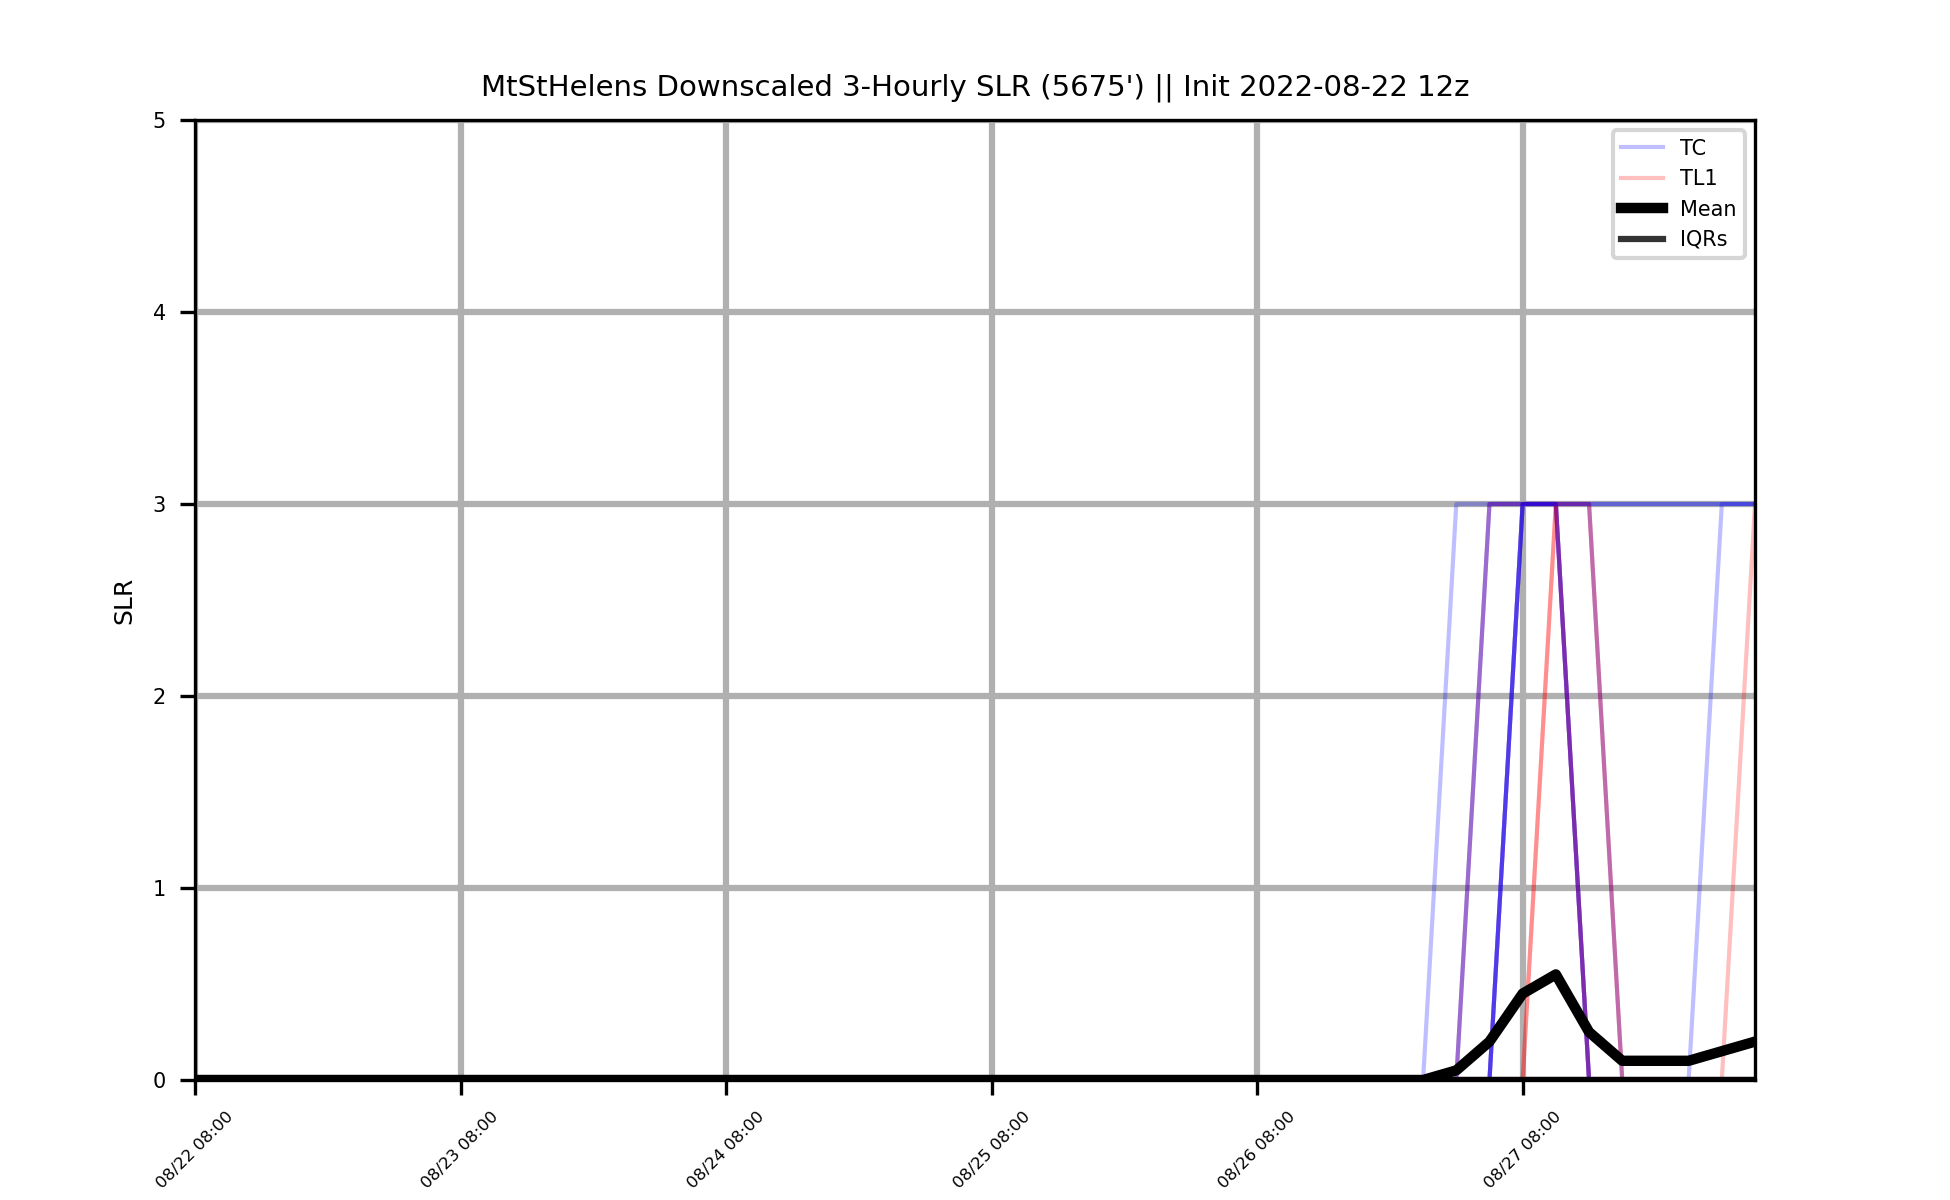 MtStHelens Downscaled 3-Hourly SLR (5675') || Init 2022-08-22 12z
5
4
3
2
1
0
SLR
TC
TL1
Mean
IQRs
08/22 08:00
08/23 08:00
08/24 08:00
08/25 08:00
08/26 08:00
08/27 08:00